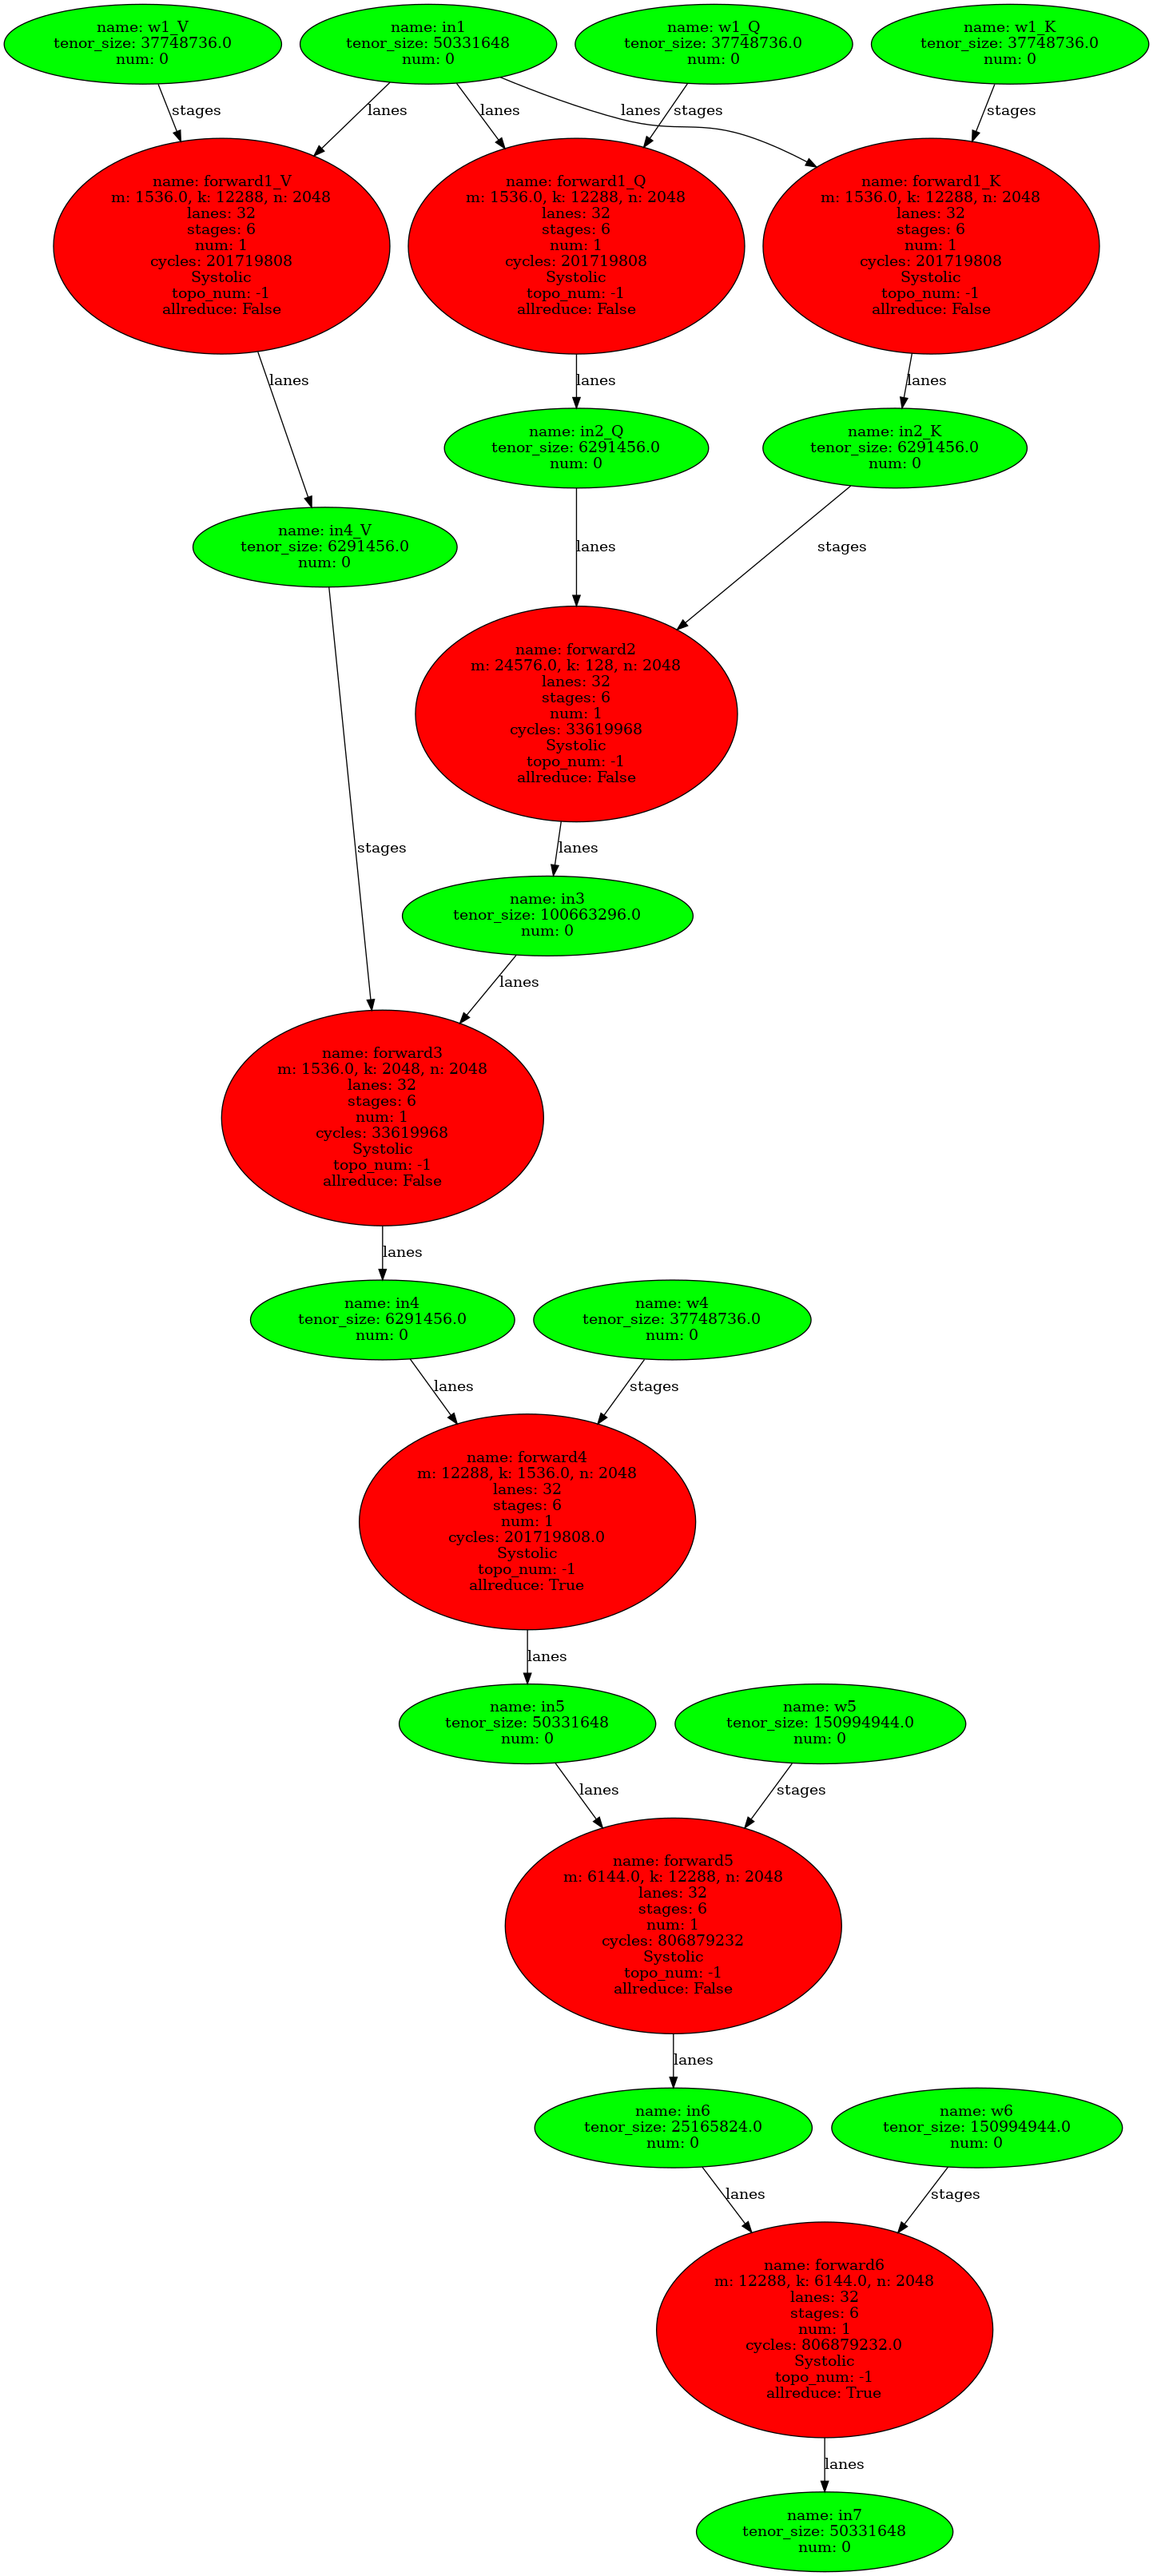 name: w1_V
tenor_size: 37748736.0
num: 0
name: in1
tenor_size: 50331648
num: 0
name: w1_Q
tenor_size: 37748736.0
num: 0
name: w1_K
tenor_size: 37748736.0
num: 0
stages
lanes
lanes
stages
lanes
stages
name: forward1_V
m: 1536.0, k: 12288, n: 2048
lanes: 32
stages: 6
num: 1
cycles: 201719808
Systolic
topo_num: -1
allreduce: False
name: forward1_Q
m: 1536.0, k: 12288, n: 2048
lanes: 32
stages: 6
num: 1
cycles: 201719808
Systolic
topo_num: -1
allreduce: False
name: forward1_K
m: 1536.0, k: 12288, n: 2048
lanes: 32
stages: 6
num: 1
cycles: 201719808
Systolic
topo_num: -1
allreduce: False
lanes
lanes
lanes
name: in2_Q
tenor_size: 6291456.0
num: 0
name: in2_K
tenor_size: 6291456.0
num: 0
name: in4_V
tenor_size: 6291456.0
num: 0
lanes
stages
name: forward2
m: 24576.0, k: 128, n: 2048
lanes: 32
stages: 6
num: 1
cycles: 33619968
Systolic
topo_num: -1
allreduce: False
stages
lanes
name: in3
tenor_size: 100663296.0
num: 0
lanes
name: forward3
m: 1536.0, k: 2048, n: 2048
lanes: 32
stages: 6
num: 1
cycles: 33619968
Systolic
topo_num: -1
allreduce: False
lanes
name: in4
tenor_size: 6291456.0
num: 0
name: w4
tenor_size: 37748736.0
num: 0
lanes
stages
name: forward4
m: 12288, k: 1536.0, n: 2048
lanes: 32
stages: 6
num: 1
cycles: 201719808.0
Systolic
topo_num: -1
allreduce: True
lanes
name: in5
tenor_size: 50331648
num: 0
name: w5
tenor_size: 150994944.0
num: 0
lanes
stages
name: forward5
m: 6144.0, k: 12288, n: 2048
lanes: 32
stages: 6
num: 1
cycles: 806879232
Systolic
topo_num: -1
allreduce: False
lanes
name: in6
tenor_size: 25165824.0
num: 0
name: w6
tenor_size: 150994944.0
num: 0
lanes
stages
name: forward6
m: 12288, k: 6144.0, n: 2048
lanes: 32
stages: 6
num: 1
cycles: 806879232.0
Systolic
topo_num: -1
allreduce: True
lanes
name: in7
tenor_size: 50331648
num: 0